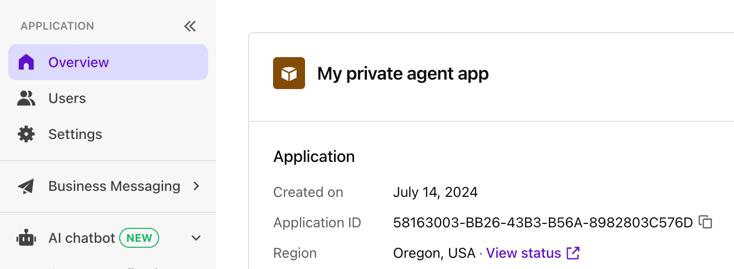 APPLICATION
Overview
Users
Settings
Business Messaging
AI chatbot NEW
My private agent app
Application
Created on July 14, 2024
Application ID 58163003-BB26-43B3-B56A-8982803C576D
Region Oregon, USA · View status